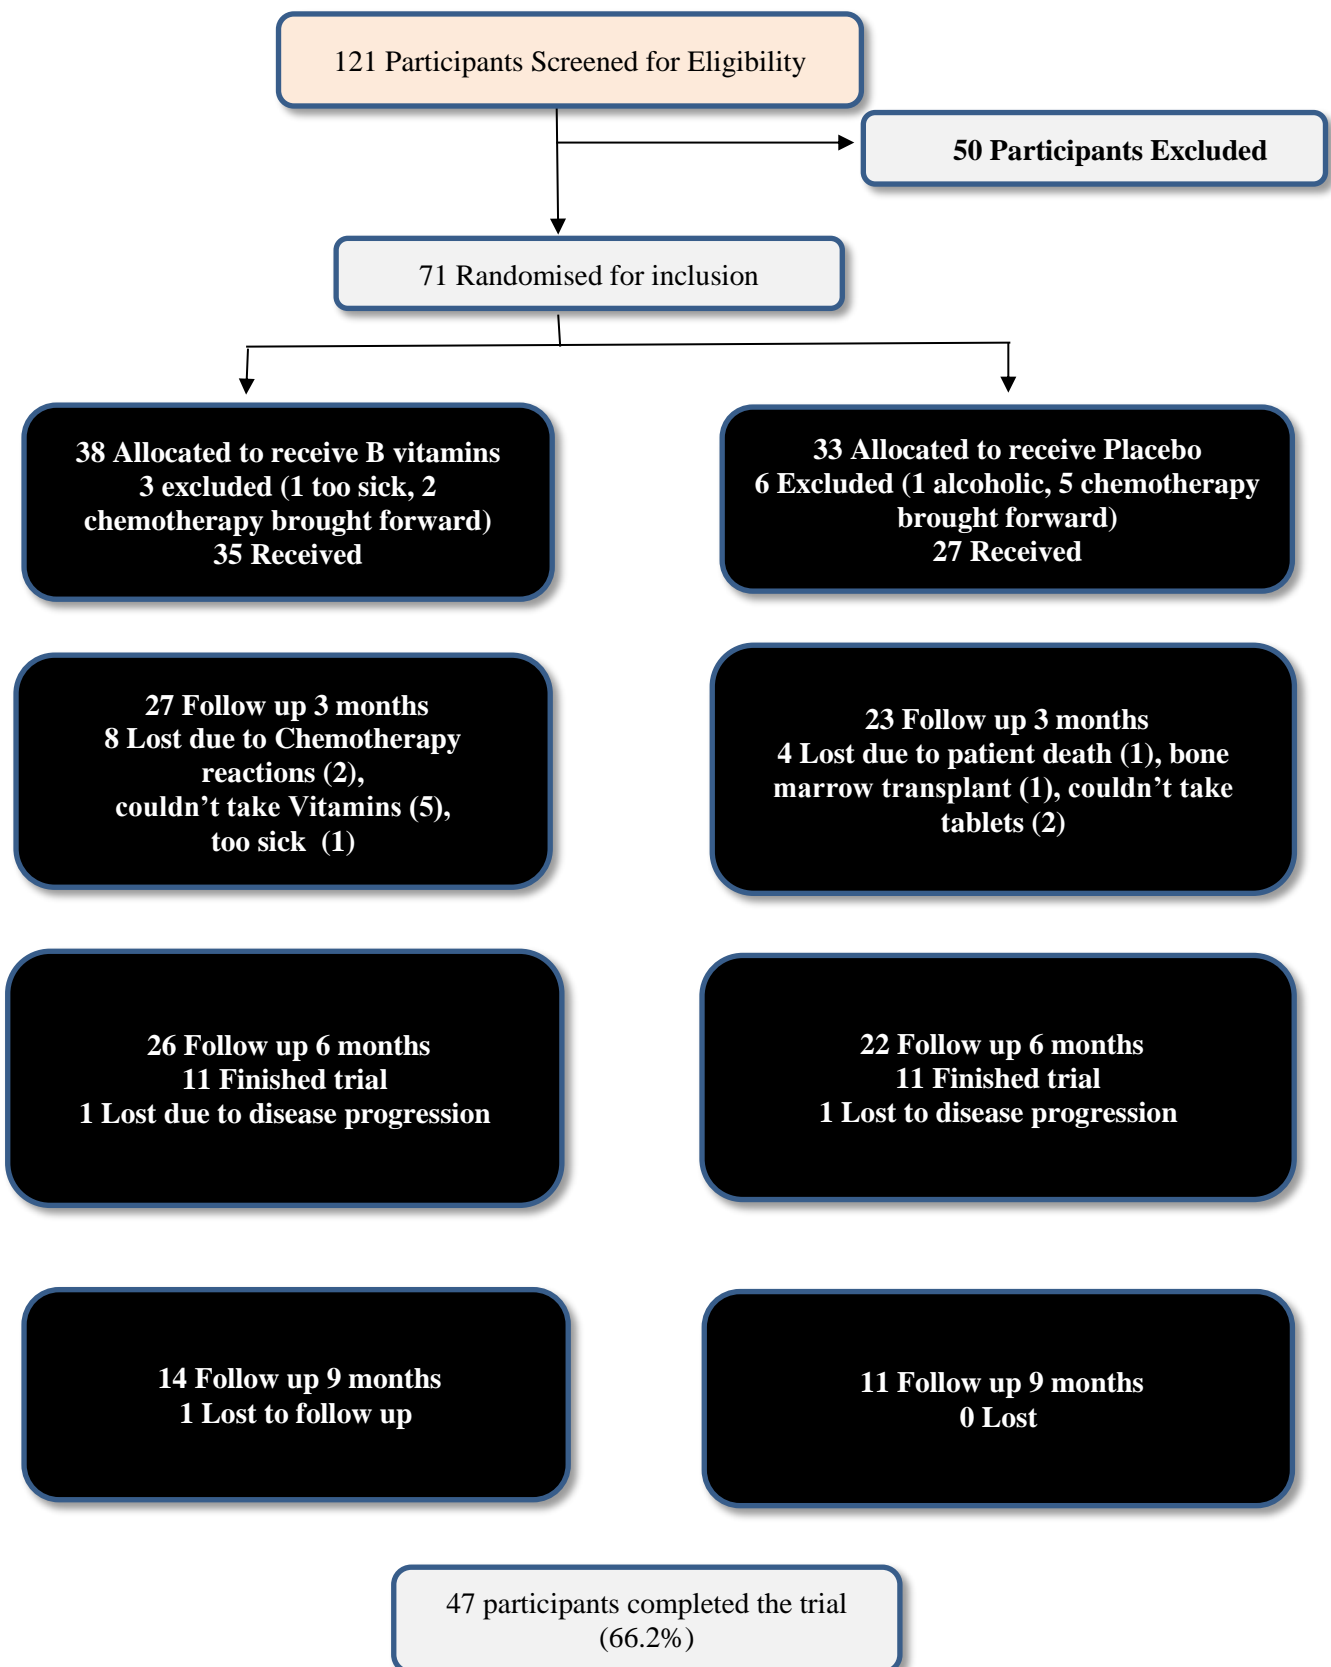 121 Participants Screened for Eligibility
50 Participants Excluded
71 Randomised for inclusion
38 Allocated to receive B vitamins
3 excluded (1 too sick, 2
chemotherapy brought forward)
35 Received
33 Allocated to receive Placebo
6 Excluded (1 alcoholic, 5 chemotherapy
brought forward)
27 Received
27 Follow up 3 months
8 Lost due to Chemotherapy
reactions (2),
couldn’t take Vitamins (5),
too sick (1)
23 Follow up 3 months
4 Lost due to patient death (1), bone
marrow transplant (1), couldn’t take
tablets (2)
26 Follow up 6 months
11 Finished trial
1 Lost due to disease progression
22 Follow up 6 months
11 Finished trial
1 Lost to disease progression
14 Follow up 9 months
1 Lost to follow up
11 Follow up 9 months
0 Lost
47 participants completed the trial
(66.2%)